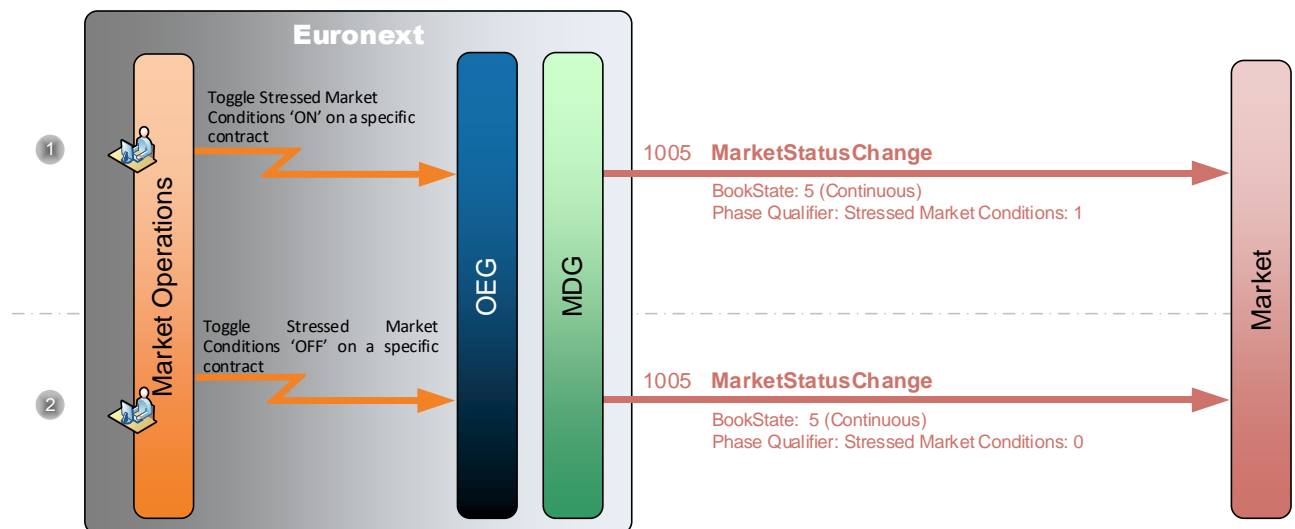 Euronext
Market Operations
OEG
MDG
Market
1
Toggle Stressed Market
Conditions ‘ON’ on a specific
contract
1005 MarketStatusChange
BookState: 5 (Continuous)
Phase Qualifier: Stressed Market Conditions: 1
2
Toggle Stressed Market
Conditions ‘OFF’ on a specific
contract
1005 MarketStatusChange
BookState: 5 (Continuous)
Phase Qualifier: Stressed Market Conditions: 0